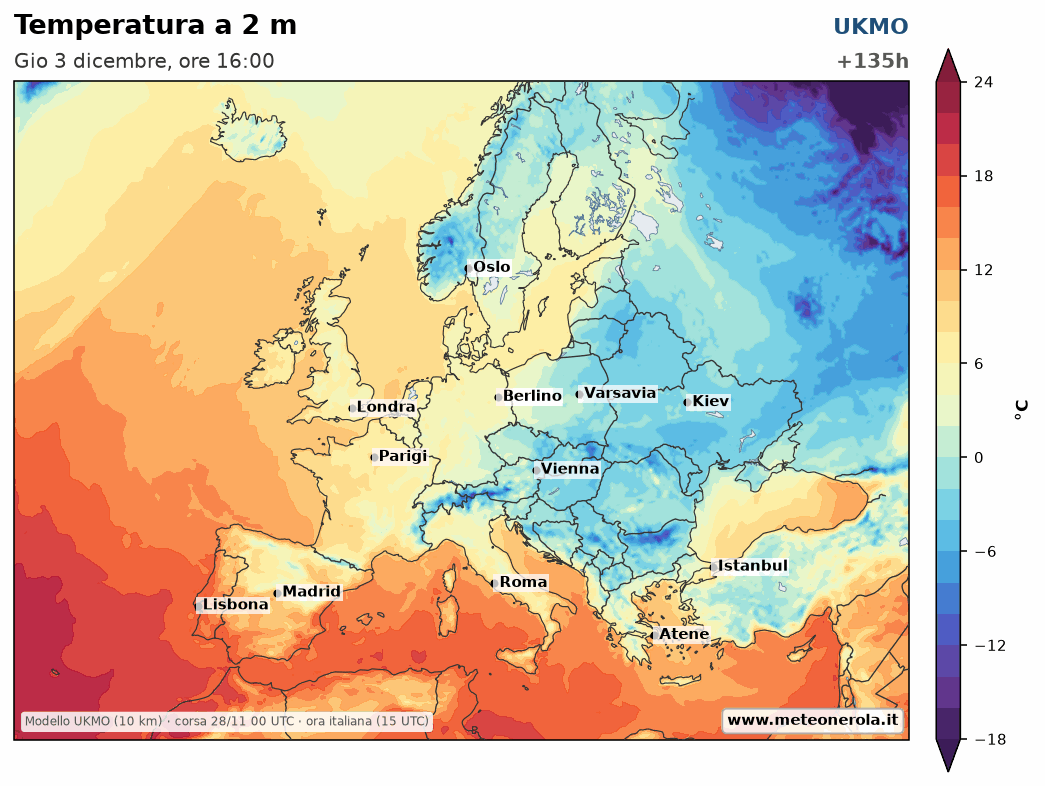 Temperatura a 2 m
UKMO
Gio 3 dicembre, ore 16:00
+135h
24
18
12
6
0
−6
−12
−18
°C
Oslo
Londra
Berlino
Varsavia
Kiev
Parigi
Vienna
Istanbul
Roma
Madrid
Lisbona
Atene
Modello UKMO (10 km) · corsa 28/11 00 UTC · ora italiana (15 UTC)
www.meteonerola.it